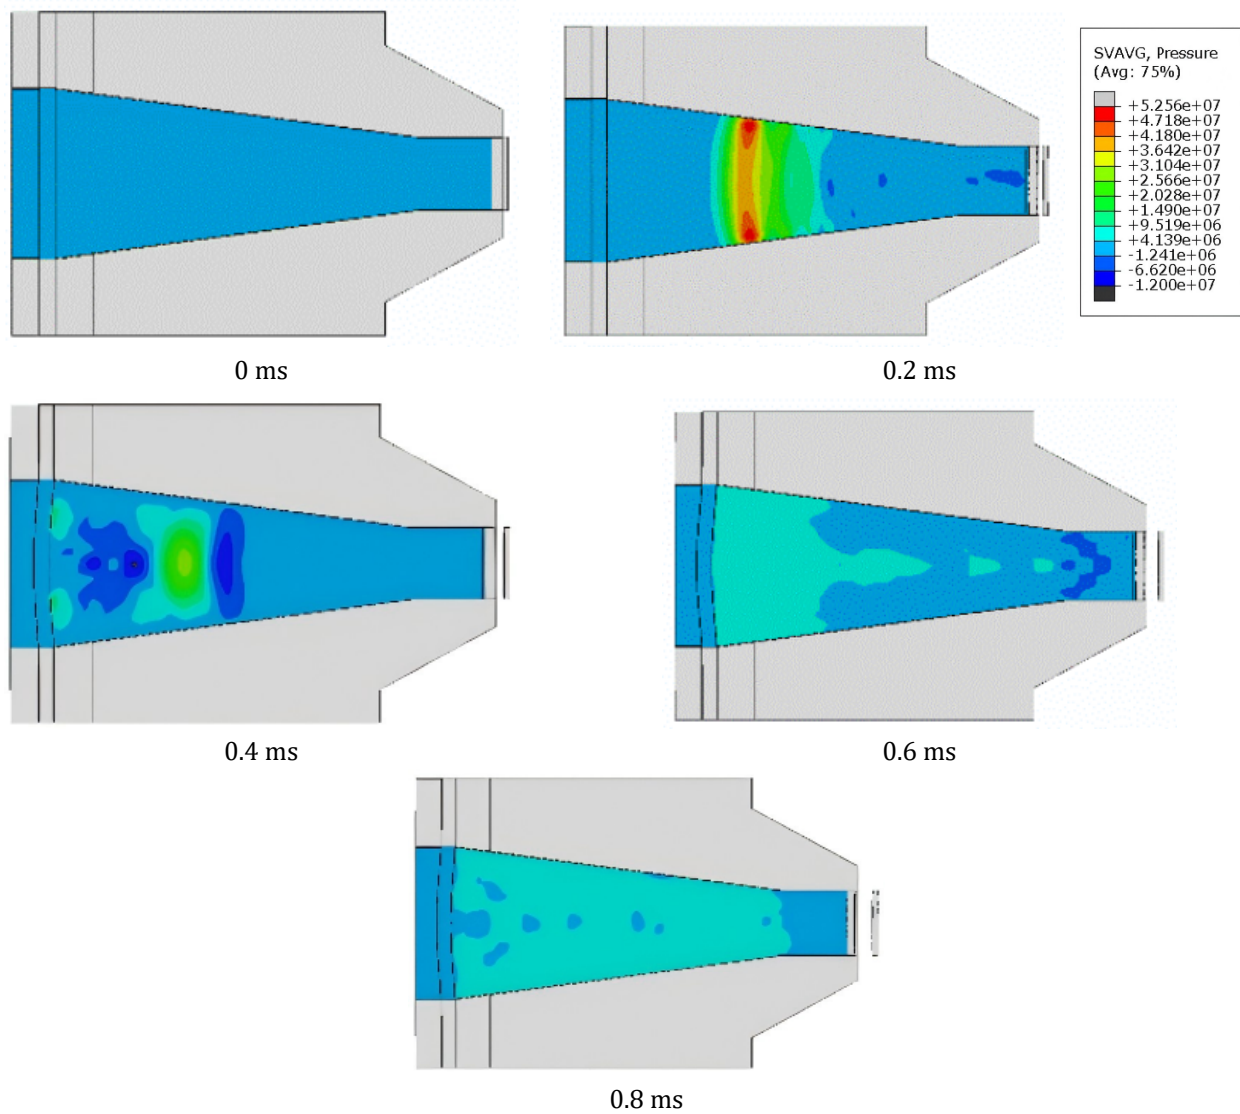 SVAVG, Pressure
(Avg: 75%)
+5.256e+07
+4.718e+07
+4.180e+07
+3.642e+07
+3.104e+07
+2.566e+07
+2.028e+07
+1.490e+07
+9.519e+06
+4.139e+06
-1.241e+06
-6.620e+06
-1.200e+07
0 ms
0.2 ms
0.4 ms
0.6 ms
0.8 ms